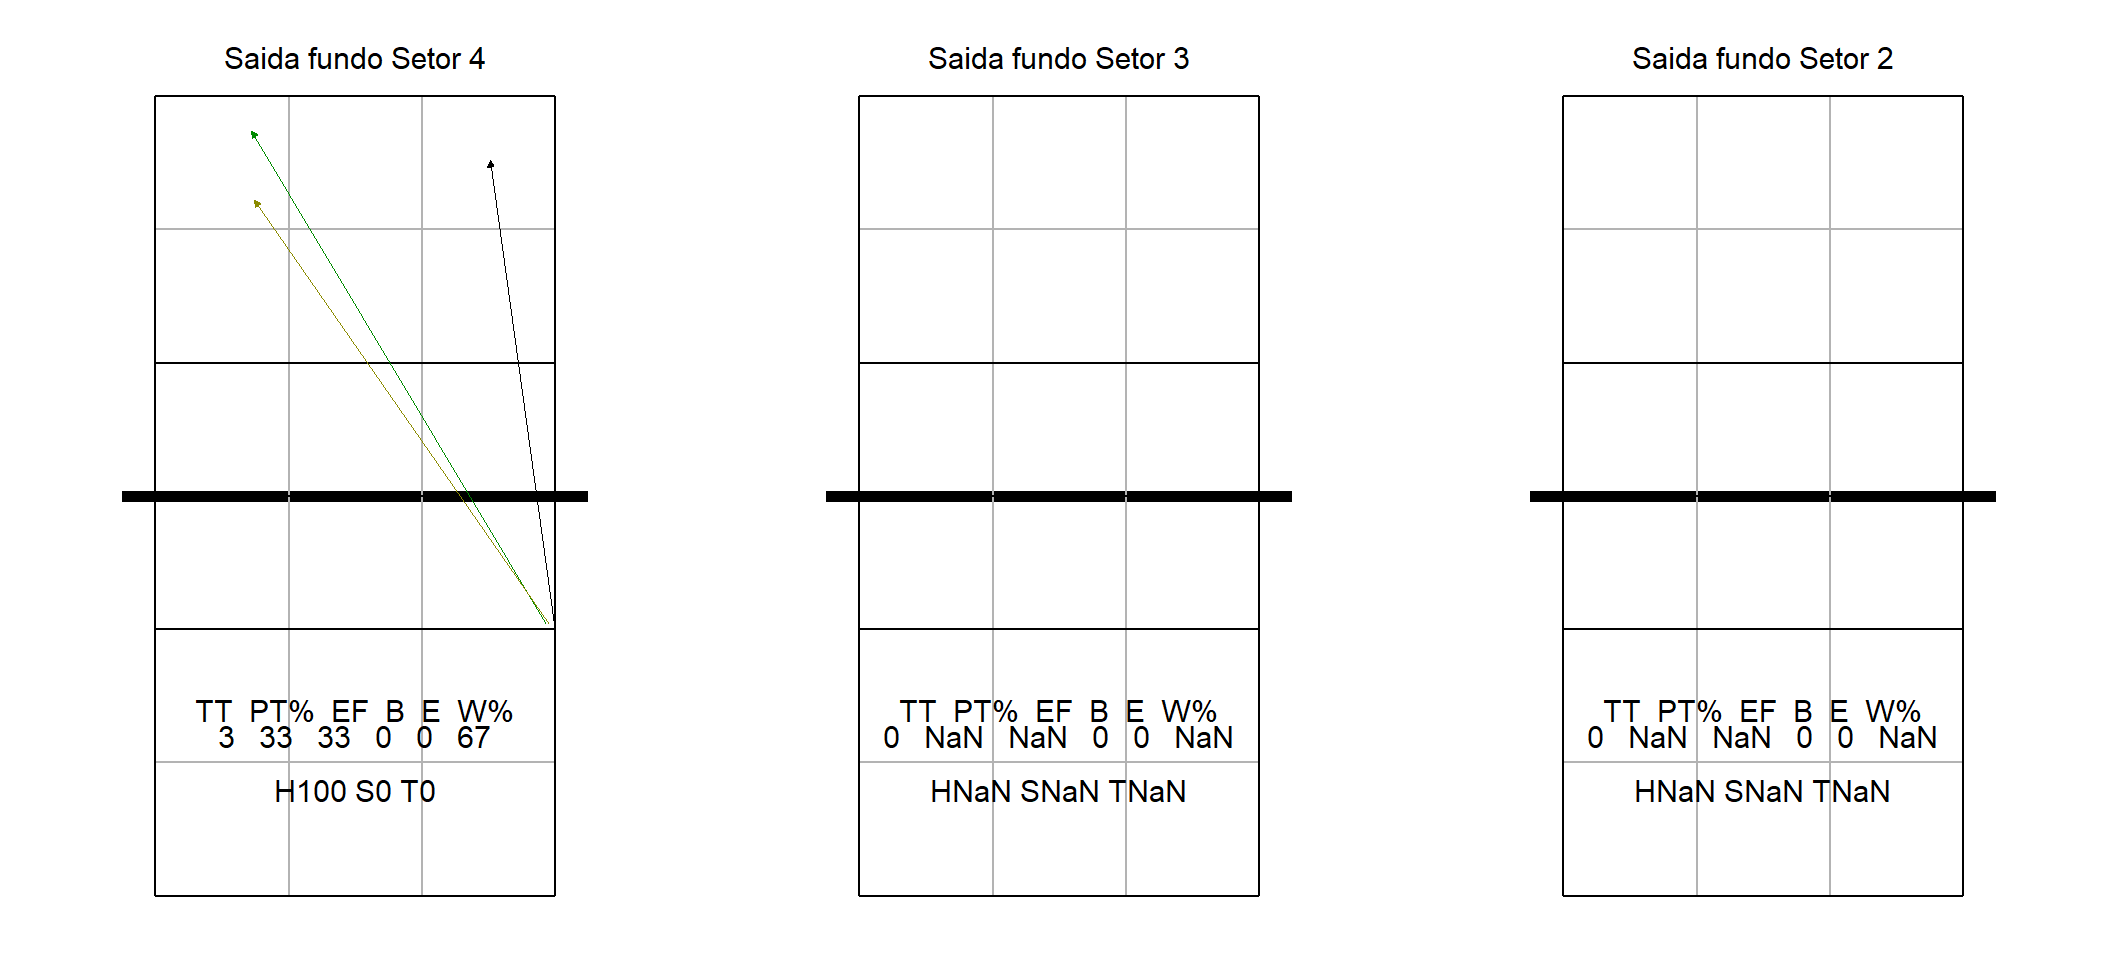 Saida fundo Setor 4
TT PT% EF B E W%
3 33 33 0 0 67
H100 S0 T0
Saida fundo Setor 3
TT PT% EF B E W%
0 NaN NaN 0 0 NaN
HNaN SNaN TNaN
Saida fundo Setor 2
TT PT% EF B E W%
0 NaN NaN 0 0 NaN
HNaN SNaN TNaN